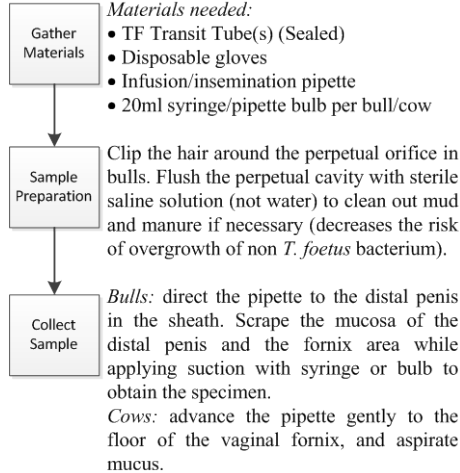 Gather
Materials
Materials needed:
• TF Transit Tube(s) (Sealed)
• Disposable gloves
• Infusion/insemination pipette
• 20ml syringe/pipette bulb per bull/cow
Sample
Preparation
Clip the hair around the perpetual orifice in
bulls. Flush the perpetual cavity with sterile
saline solution (not water) to clean out mud
and manure if necessary (decreases the risk
of overgrowth of non T. foetus bacterium).
Collect
Sample
Bulls: direct the pipette to the distal penis
in the sheath. Scrape the mucosa of the
distal penis and the fornix area while
applying suction with syringe or bulb to
obtain the specimen.
Cows: advance the pipette gently to the
floor of the vaginal fornix, and aspirate
mucus.